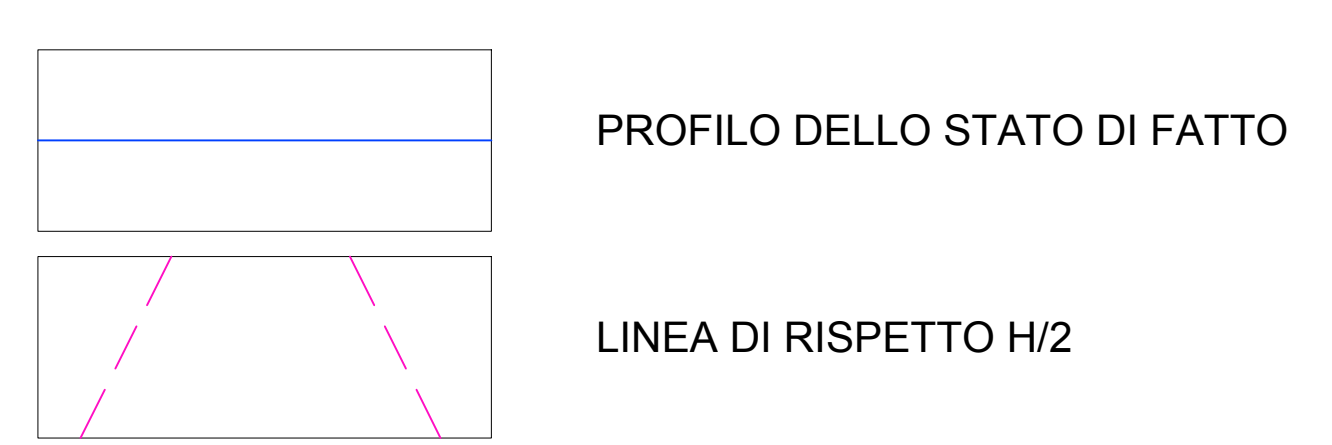 PROFILO DELLO STATO DI FATTO
LINEA DI RISPETTO H/2